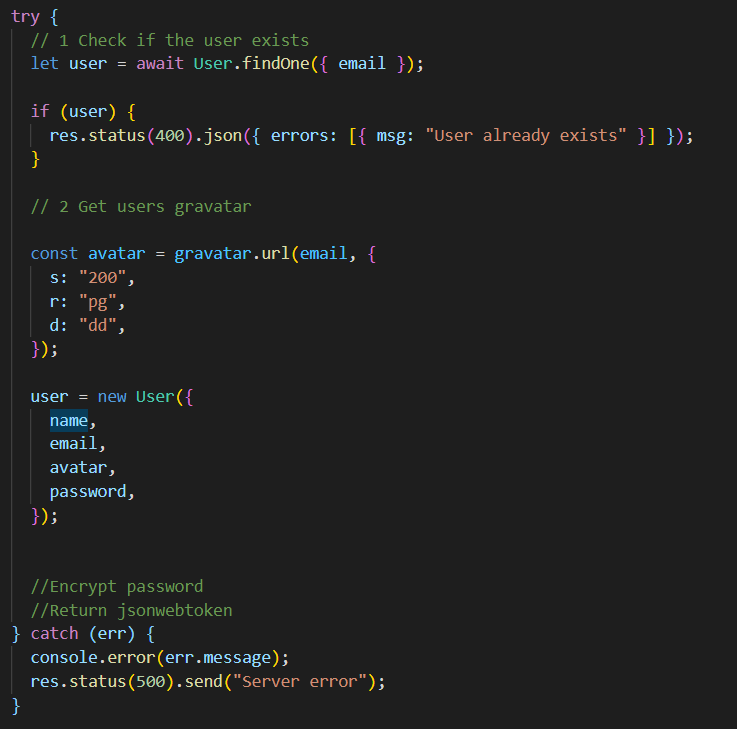 try {
// 1 Check if the user exists
let user = await User.findOne({ email });
if (user) {
res.status(400).json({ errors: [{ msg: "User already exists" }] });
}
// 2 Get users gravatar
const avatar = gravatar.url(email, {
s: "200",
r: "pg",
d: "dd",
});
user = new User({
name,
email,
avatar,
password,
});
//Encrypt password
//Return jsonwebtoken
} catch (err) {
console.error(err.message);
res.status(500).send("Server error");
}